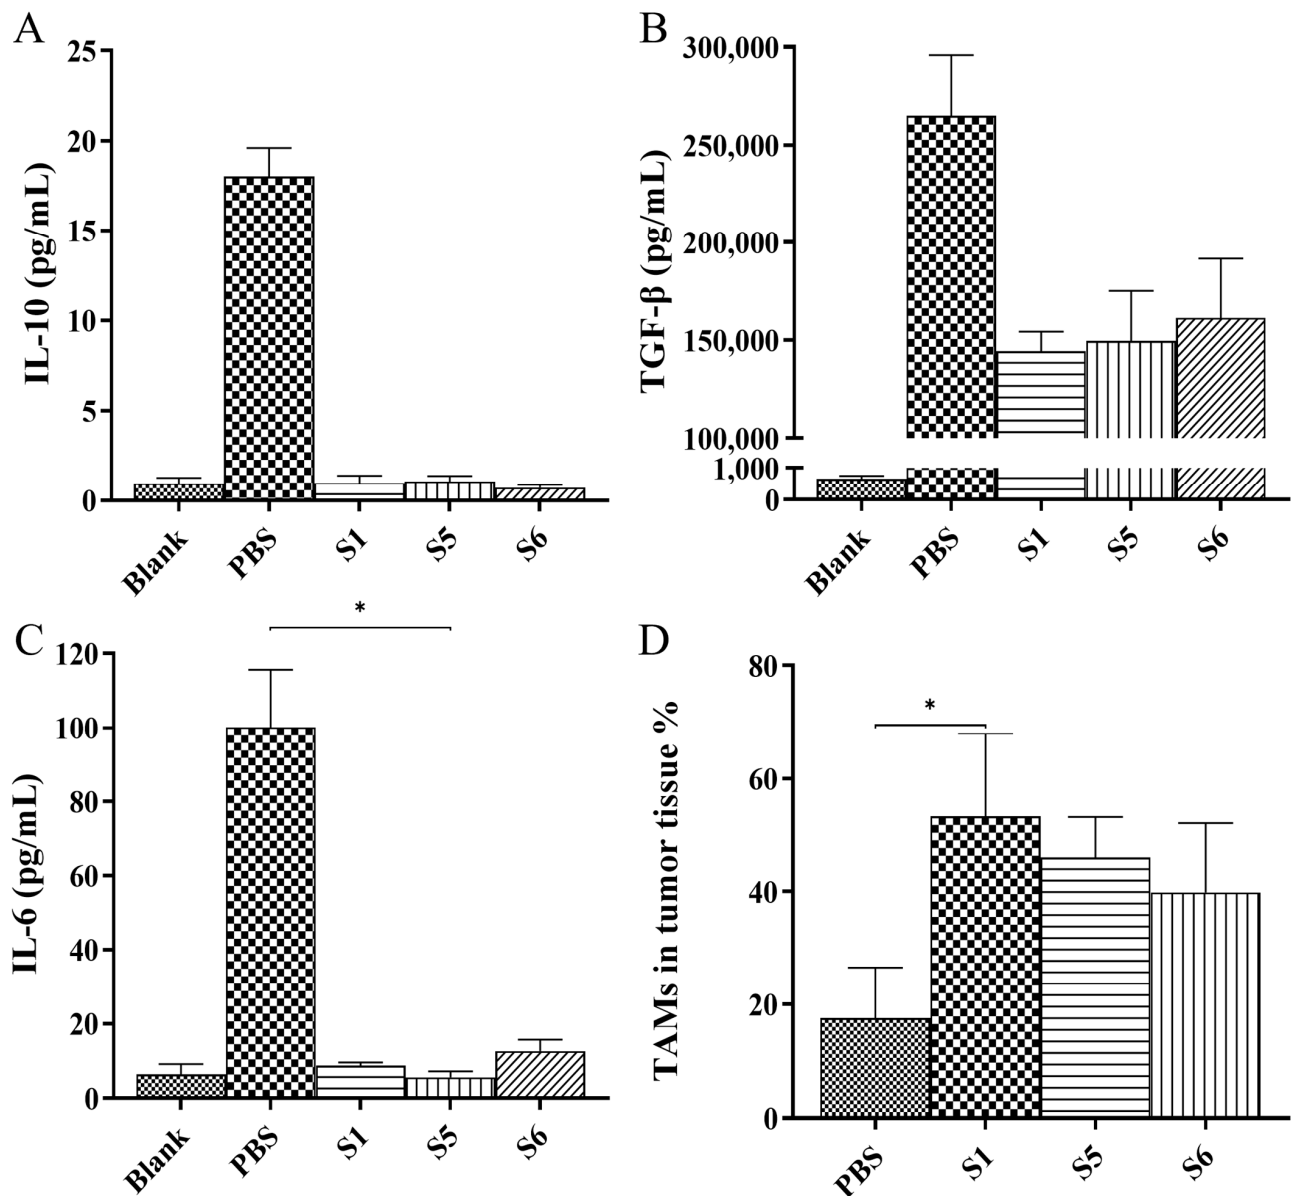 A
IL-10 (pg/mL)
25
20
15
10
5
0
Blank
PBS
S1
S5
S6
B
TGF-β (pg/mL)
300,000
250,000
200,000
150,000
100,000
1,000
0
Blank
PBS
S1
S5
S6
C
IL-6 (pg/mL)
120
100
80
60
40
20
0
*
Blank
PBS
S1
S5
S6
D
TAMs in tumor tissue %
80
60
40
20
0
*
PBS
S1
S5
S6